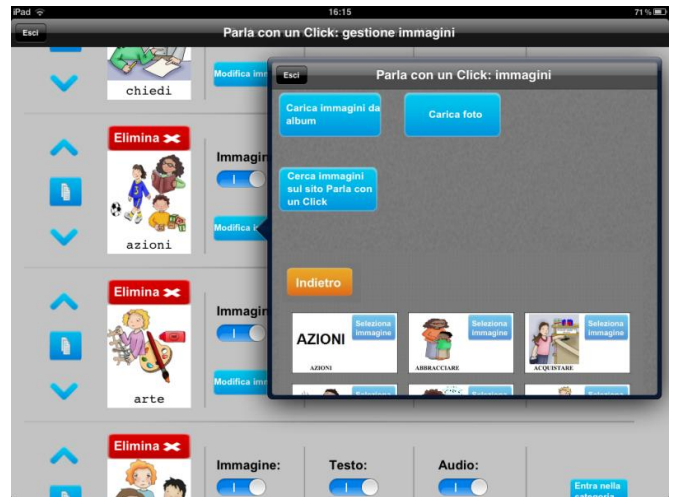 iPad
16:15
71 %
Esci
Parla con un Click: gestione immagini
chiedi
Modifica imm
Elimina
Immagin
Modifica i
azioni
Elimina
Immagin
Modifica imm
arte
Elimina
Immagine:
Testo:
Audio:
Entra nella
categoria
Esci
Parla con un Click: immagini
Carica immagini da
album
Carica foto
Cerca immagini
sul sito Parla con
un Click
Indietro
AZIONI
Seleziona
immagine
AZIONI
Seleziona
immagine
ABBRACCIARE
Seleziona
immagine
ACQUISTARE
Seleziona
Seleziona
Seleziona